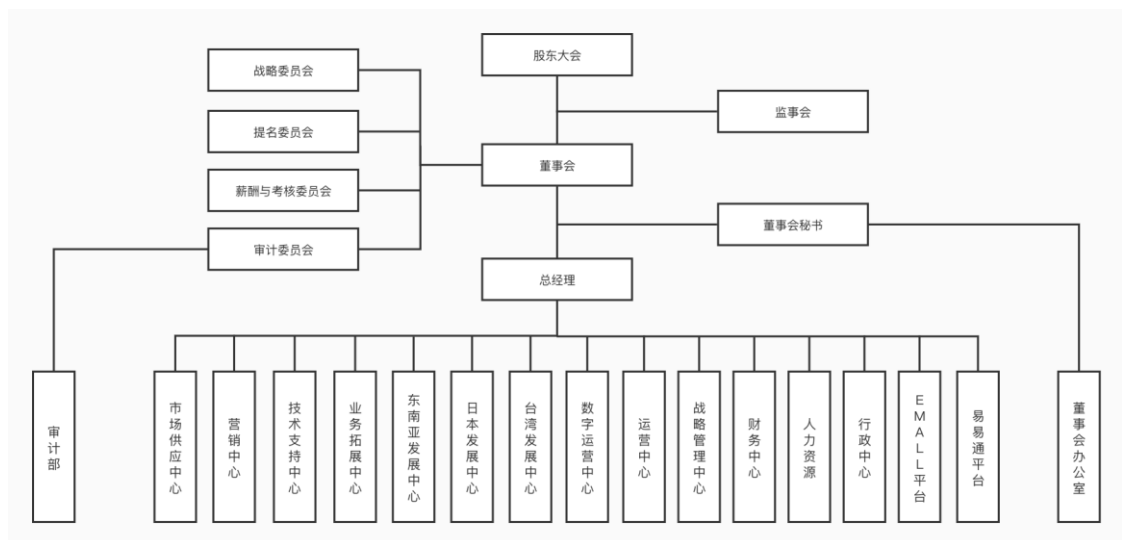 股东大会
战略委员会
监事会
提名委员会
董事会
薪酬与考核委员会
董事会秘书
审计委员会
总经理
审计部
市场供应中心
营销中心
技术支持中心
业务拓展中心
东南亚发展中心
日本发展中心
台湾发展中心
数字运营中心
运营中心
战略管理中心
财务中心
人力资源
行政中心
EMALL平台
易易通平台
董事会办公室